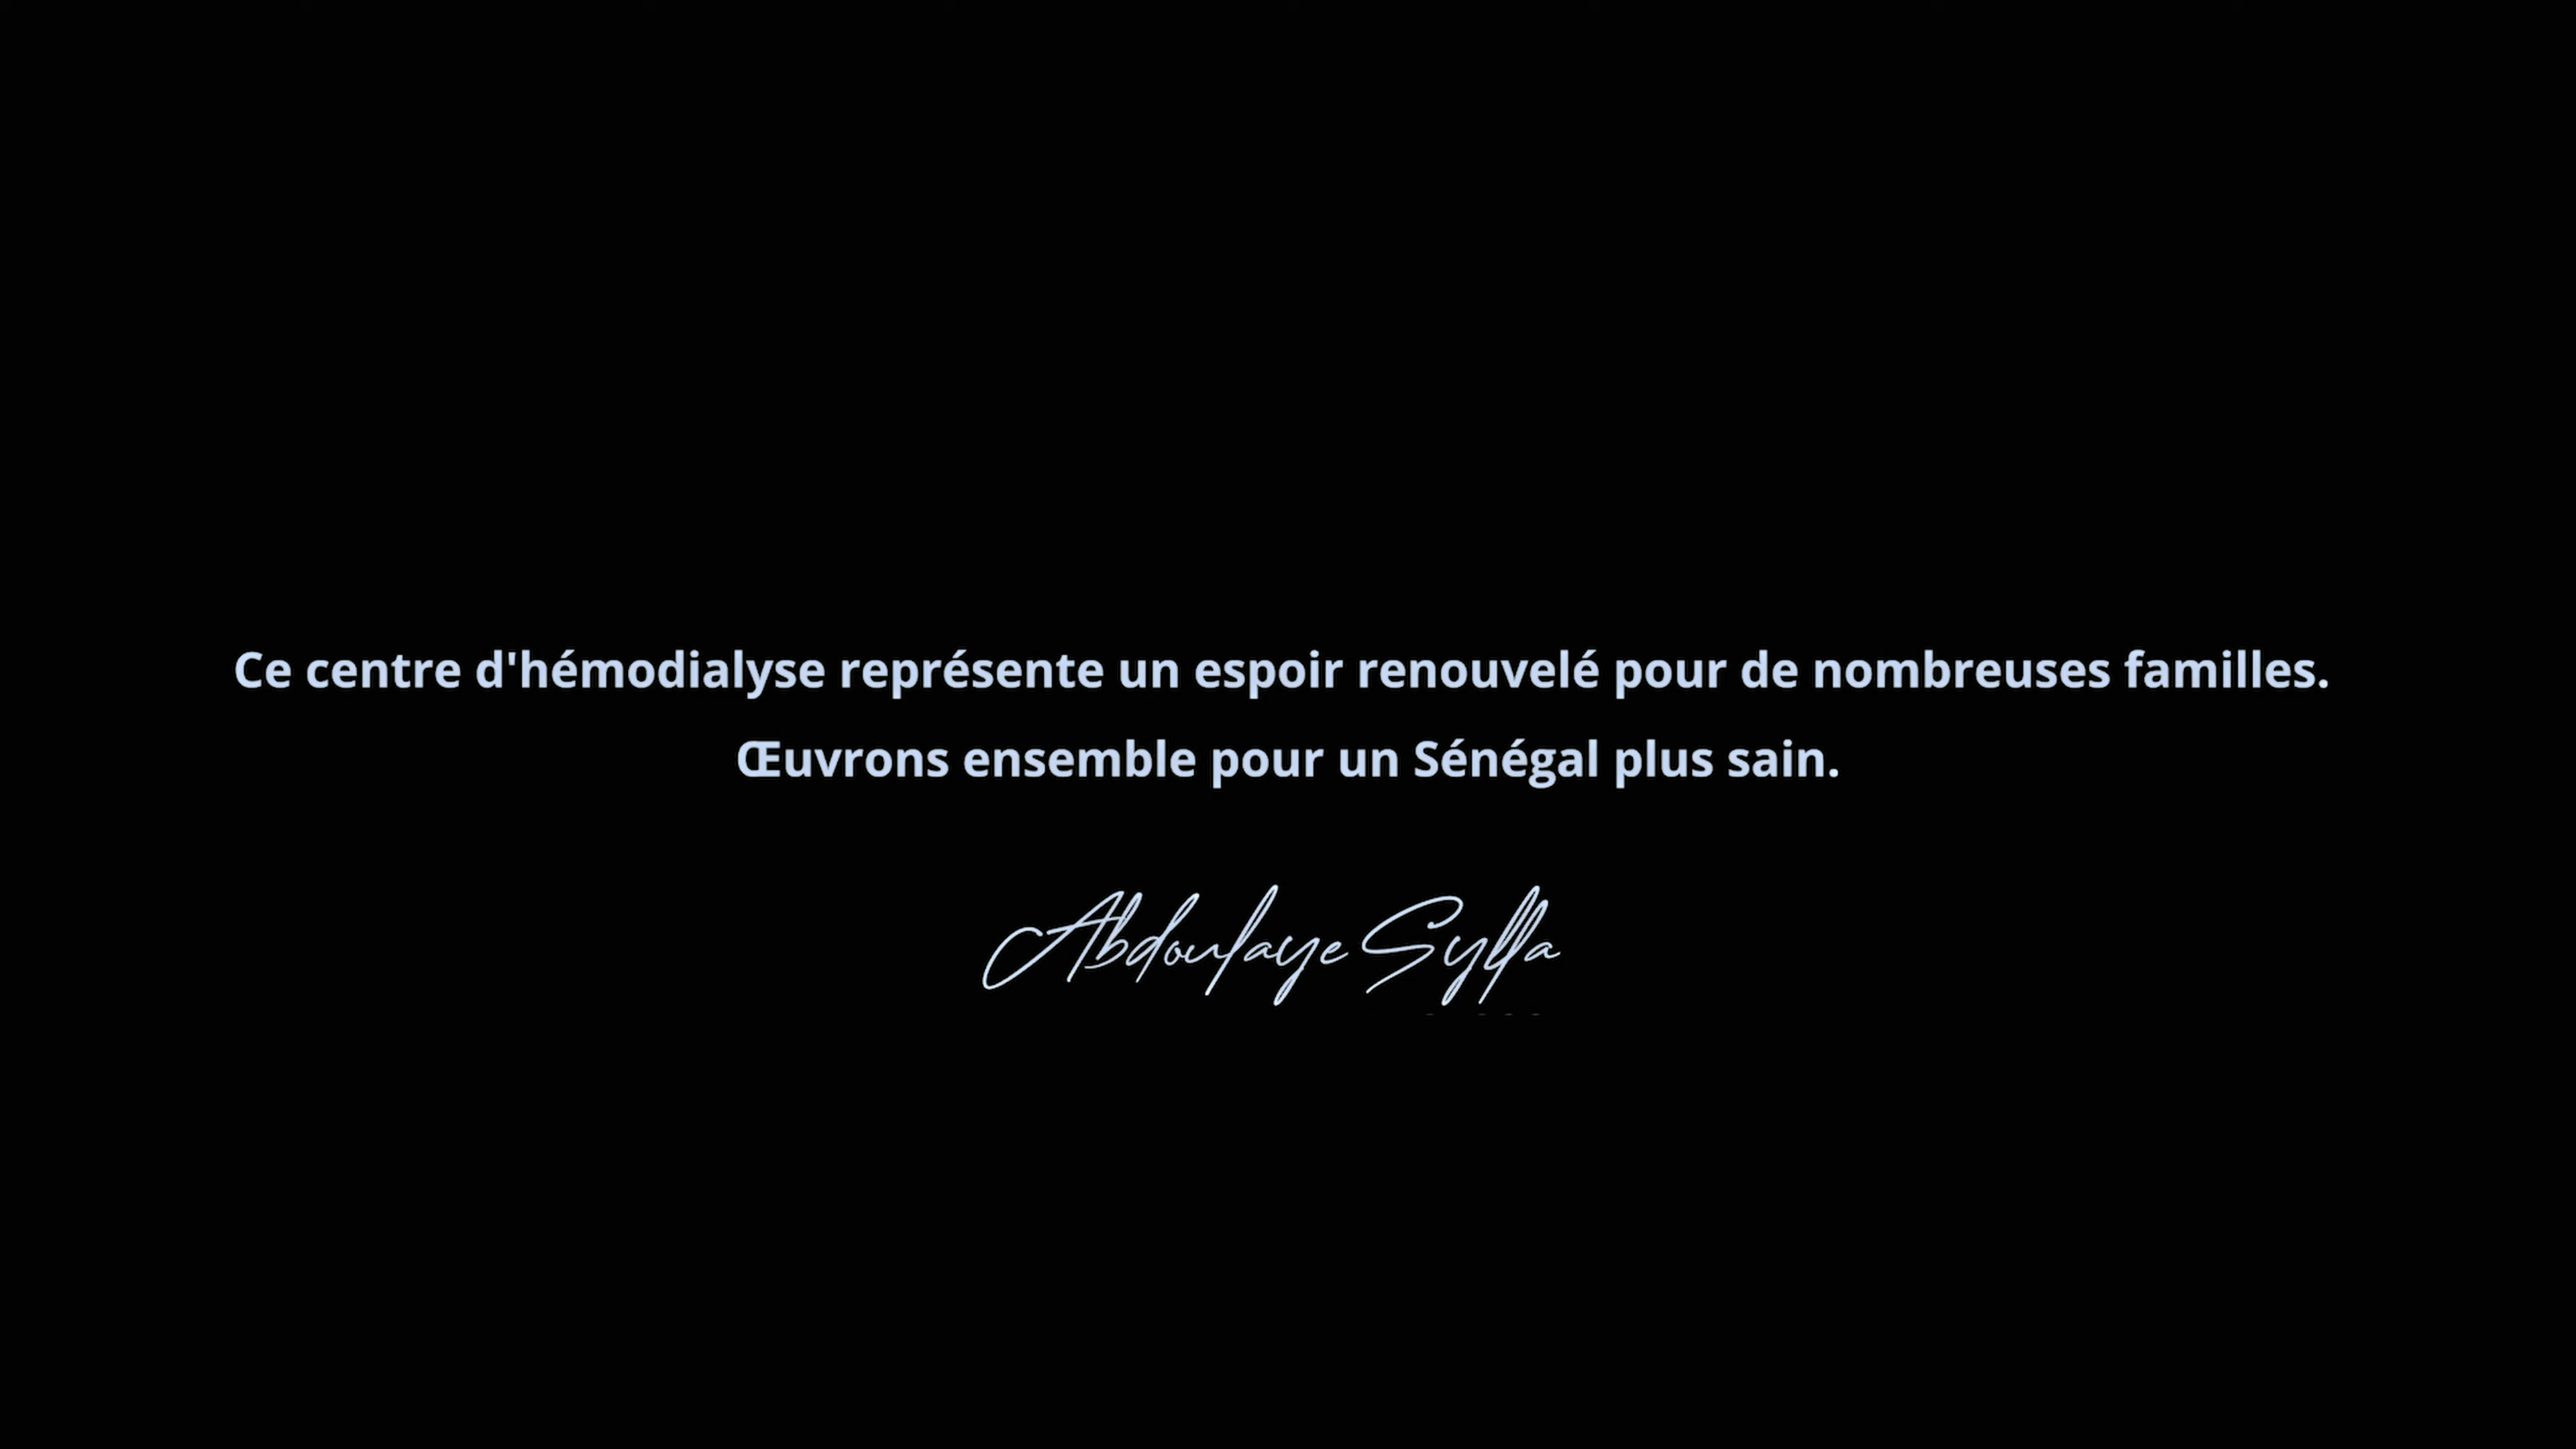 Ce centre d'hémodialyse représente un espoir renouvelé pour de nombreuses familles.
Œuvrons ensemble pour un Sénégal plus sain.
Abdoulaye Sylla